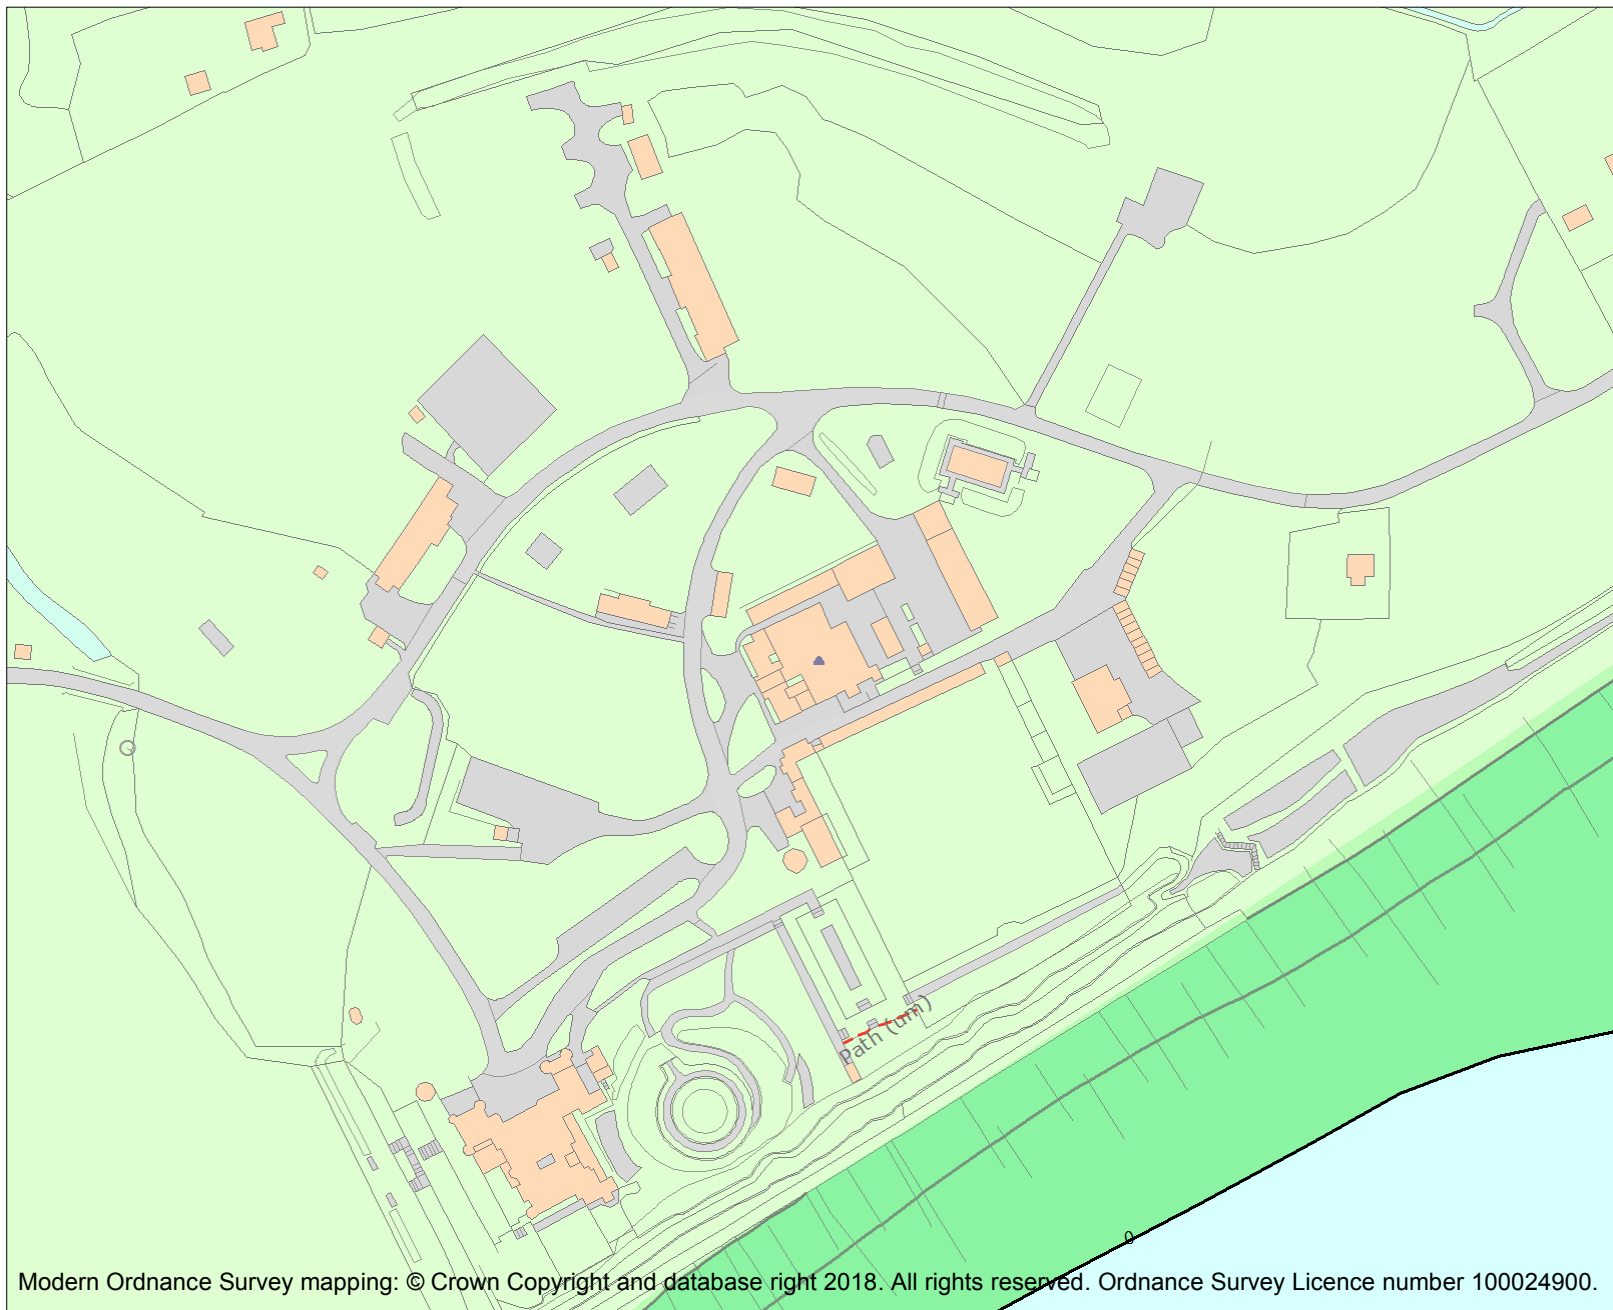 Path (um)
0
Modern Ordnance Survey mapping: © Crown Copyright and database right 2018. All rights reserved. Ordnance Survey Licence number 100024900.